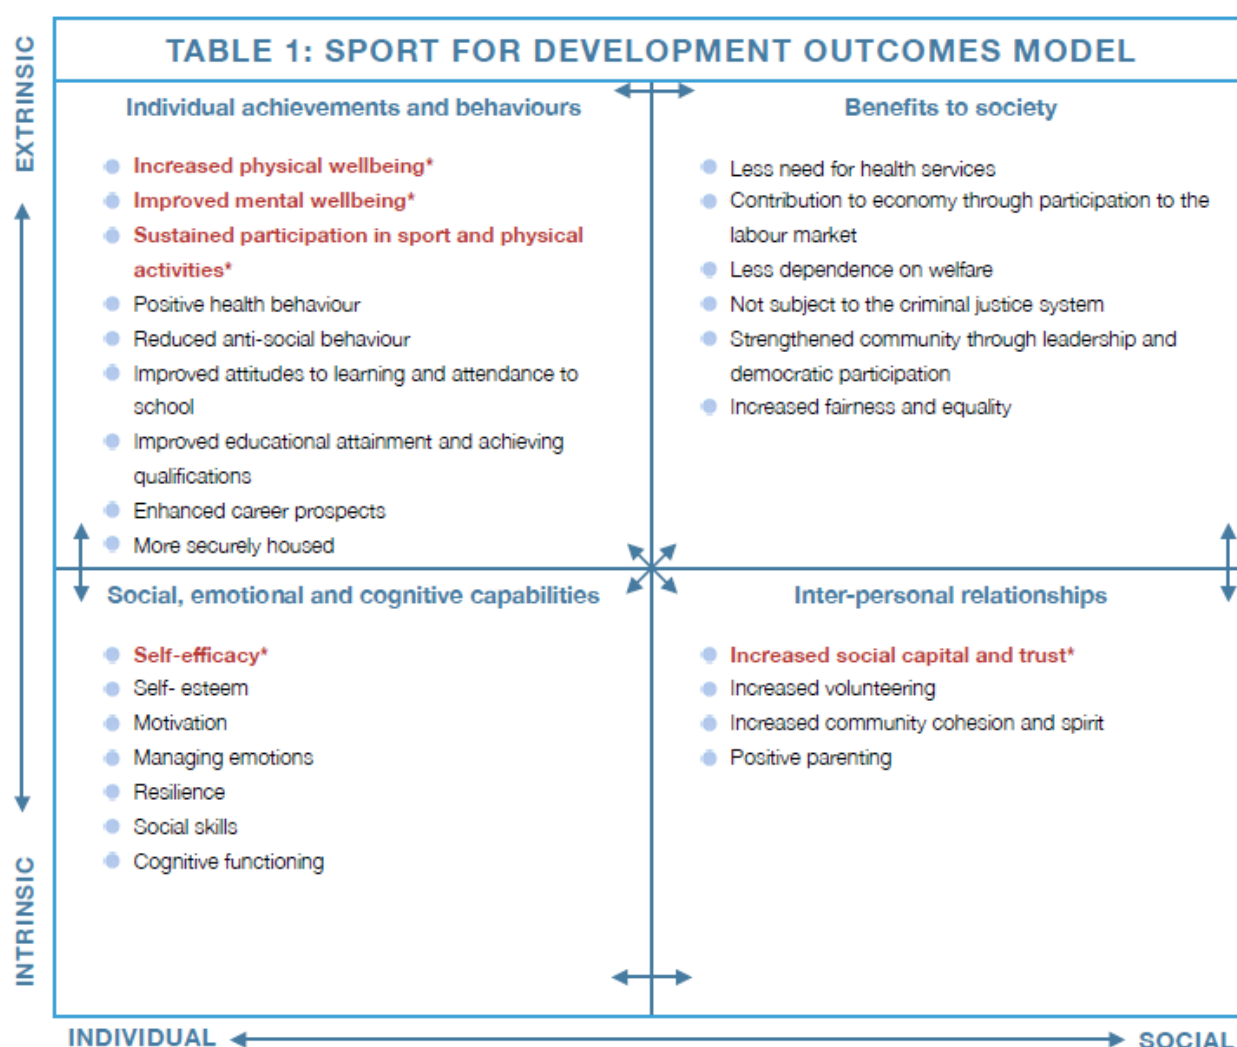 TABLE 1: SPORT FOR DEVELOPMENT OUTCOMES MODEL
EXTRINSIC
Individual achievements and behaviours
Increased physical wellbeing*
Improved mental wellbeing*
Sustained participation in sport and physical
activities*
Positive health behaviour
Reduced anti-social behaviour
Improved attitudes to learning and attendance to
school
Improved educational attainment and achieving
qualifications
Enhanced career prospects
More securely housed
Benefits to society
Less need for health services
Contribution to economy through participation to the
labour market
Less dependence on welfare
Not subject to the criminal justice system
Strengthened community through leadership and
democratic participation
Increased fairness and equality
Social, emotional and cognitive capabilities
Self-efficacy*
Self- esteem
Motivation
Managing emotions
Resilience
Social skills
Cognitive functioning
Inter-personal relationships
Increased social capital and trust*
Increased volunteering
Increased community cohesion and spirit
Positive parenting
INTRINSIC
INDIVIDUAL
SOCIAL